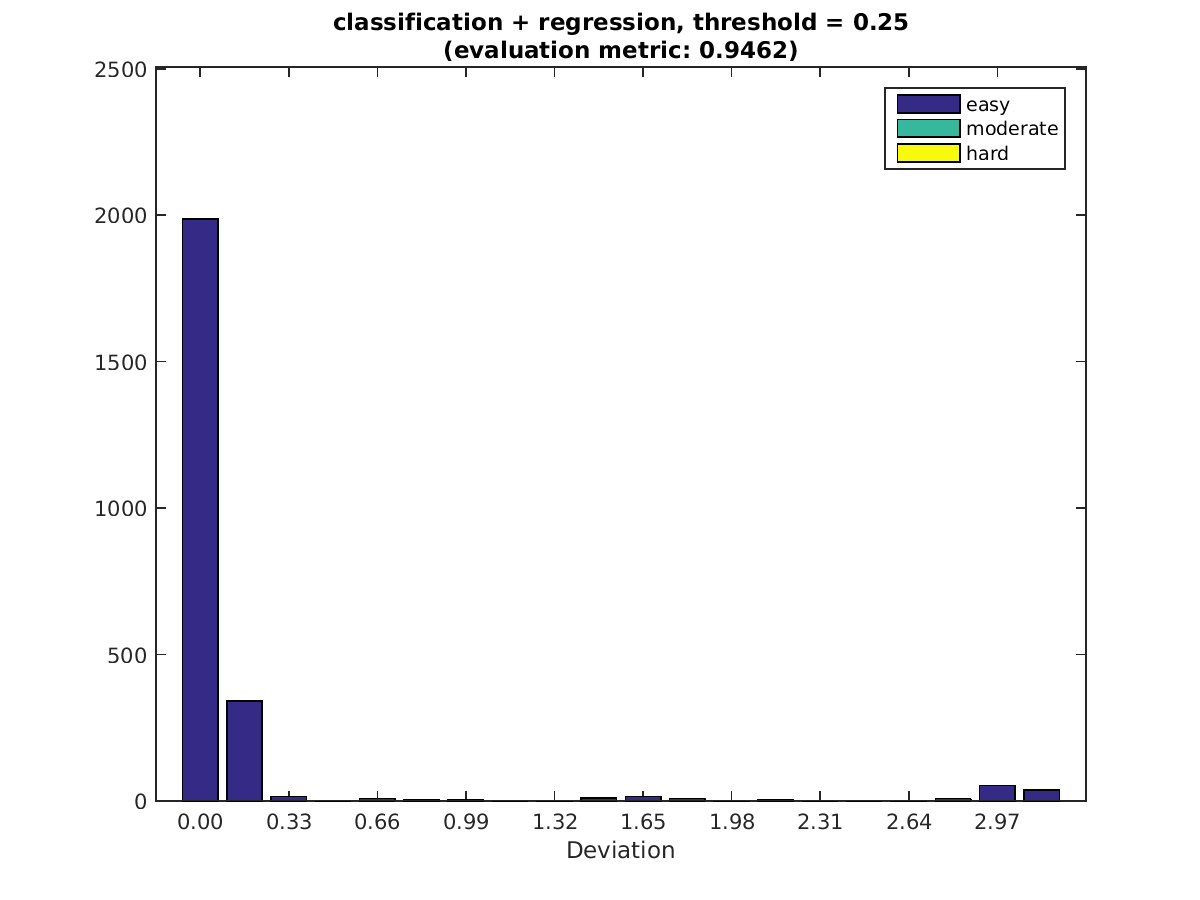 classification + regression, threshold = 0.25
(evaluation metric: 0.9462)
2500
2000
1500
1000
500
0
easy
moderate
hard
0.00 0.33 0.66 0.99 1.32 1.65 1.98 2.31 2.64 2.97
Deviation